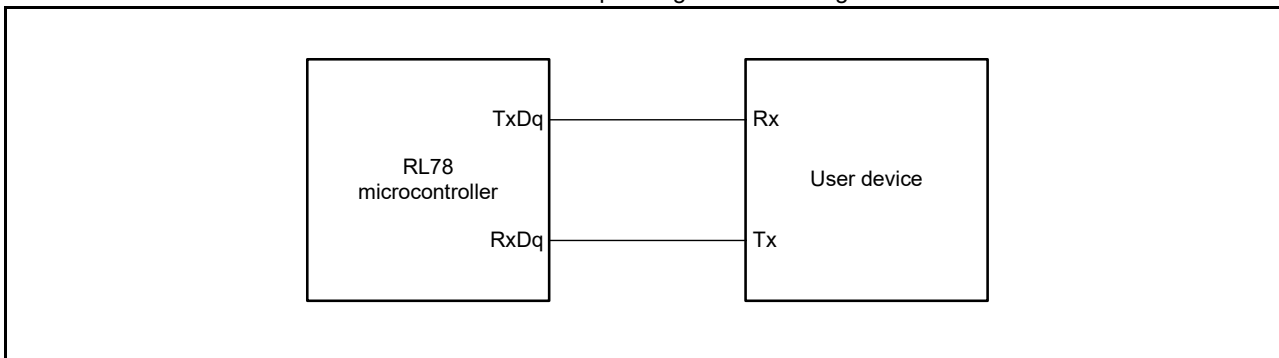 TxDq
Rx
RL78
microcontroller
User device
RxDq
Tx